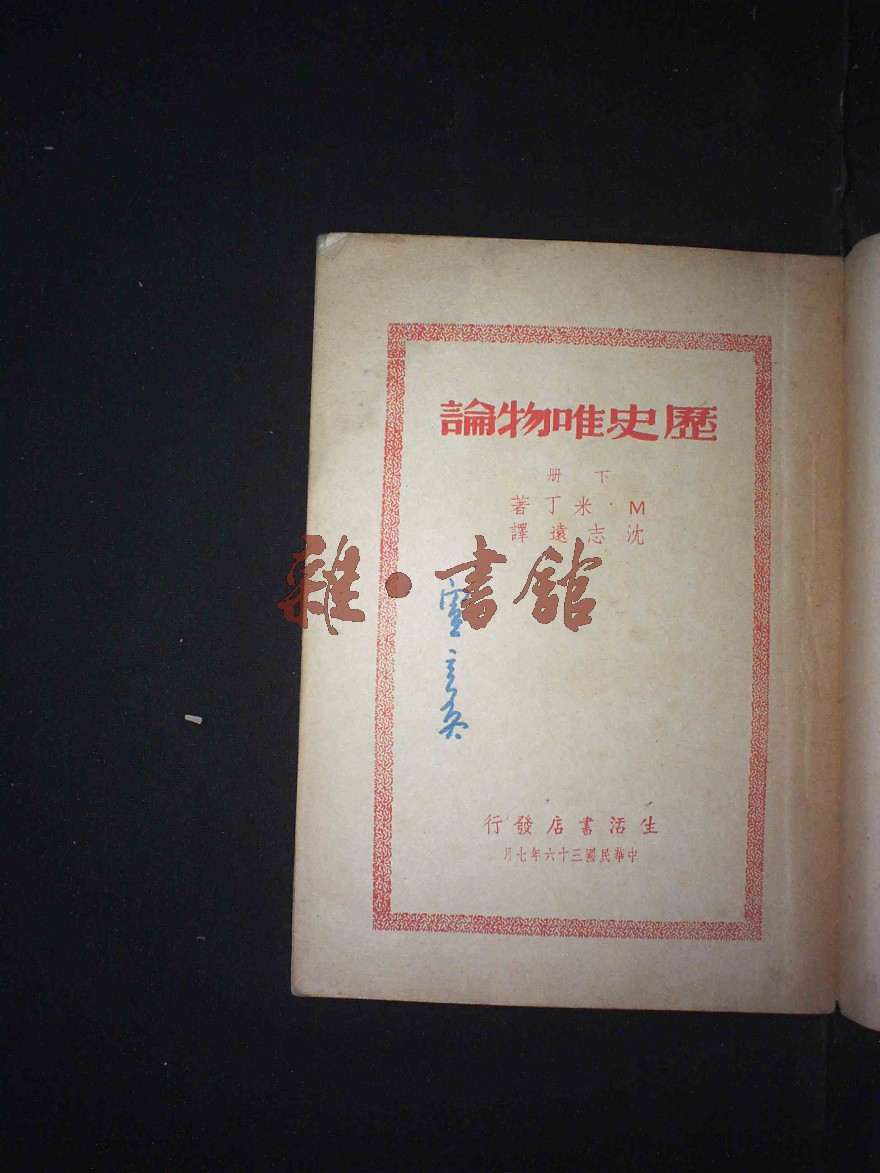 歷史唯物論
下册
M·米丁著
沈志遠譯
雜·書館
生活書店發行
中華民國三十六年七月